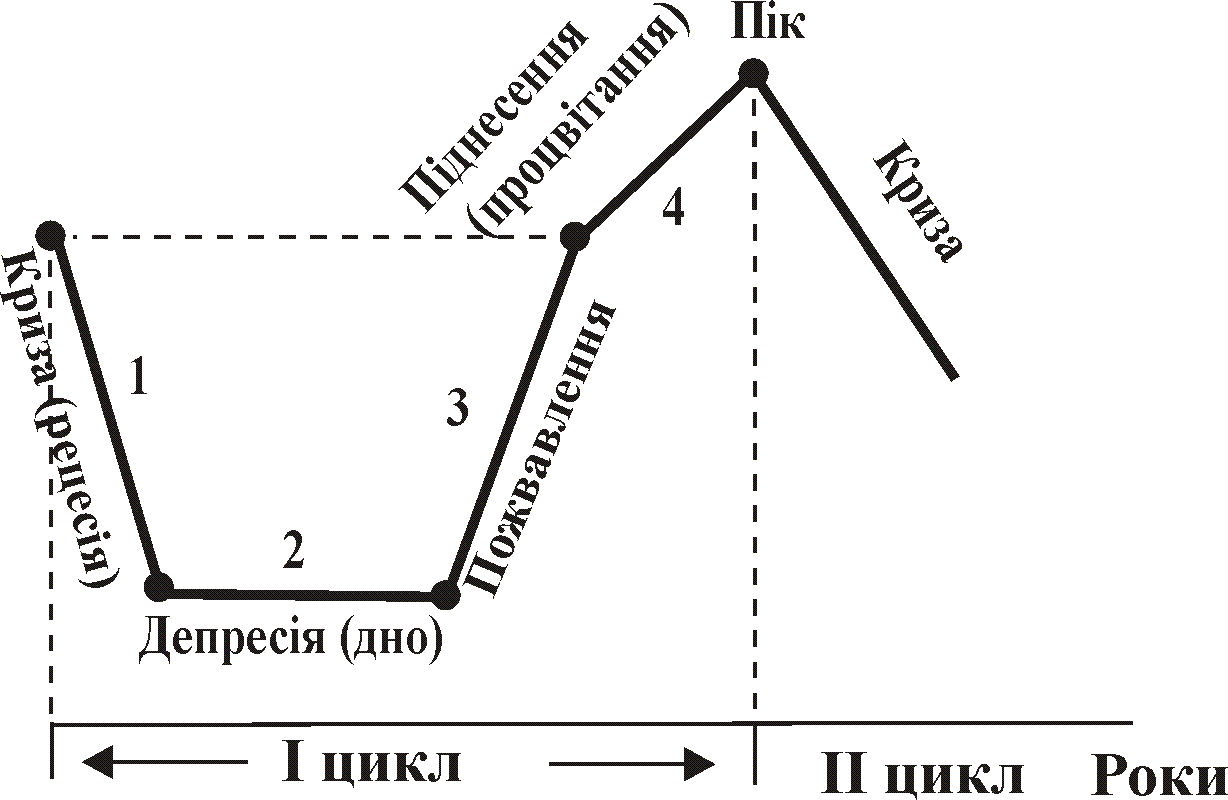 Пік
Піднесення
(процвітання)
Криза
4
Криза (рецесія)
1
3
Пожвавлення
2
Депресія (дно)
І цикл
ІІ цикл
Роки